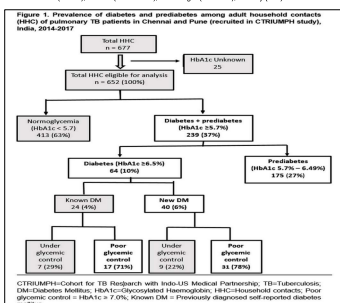 Figure 1. Prevalence of diabetes and prediabetes among adult household contacts
(HHC) of pulmonary TB patients in Chennai and Pune (recruited in CTRIUMPH study),
India, 2014-2017
Total HHC
n = 677
HbA1c Unknown
25
Total HHC eligible for analysis
n = 652 (100%)
Normoglycemia
(HbA1c < 5.7)
413 (63%)
Diabetes + prediabetes
(HbA1c ≥5.7%)
239 (37%)
Diabetes (HbA1c ≥6.5%)
64 (10%)
Prediabetes
(HbA1c 5.7% – 6.49%)
175 (27%)
Known DM
24 (4%)
New DM
40 (6%)
Under
glycemic
control
7 (29%)
Poor
glycemic
control
17 (71%)
Under
glycemic
control
9 (22%)
Poor
glycemic
control
31 (78%)
CTRIUMPH=Cohort for TB Research with Indo-US Medical Partnership; TB=Tuberculosis;
DM=Diabetes Mellitus; HbA1c=Glycosylated Haemoglobin; HHC=Household contacts; Poor
glycemic control = HbA1c ≥ 7.0%; Known DM = Previously diagnosed self-reported diabetes